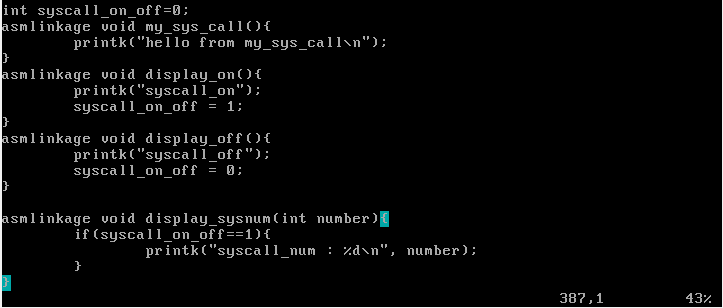 int syscall_on_off=0;
asmlinkage void my_sys_call(){
        printk("hello from my_sys_call\n");
}
asmlinkage void display_on(){
        printk("syscall_on");
        syscall_on_off = 1;
}
asmlinkage void display_off(){
        printk("syscall_off");
        syscall_on_off = 0;
}

asmlinkage void display_sysnum(int number){
        if(syscall_on_off==1){
                printk("syscall_num : %d\n", number);
        }
}
387,1 43%